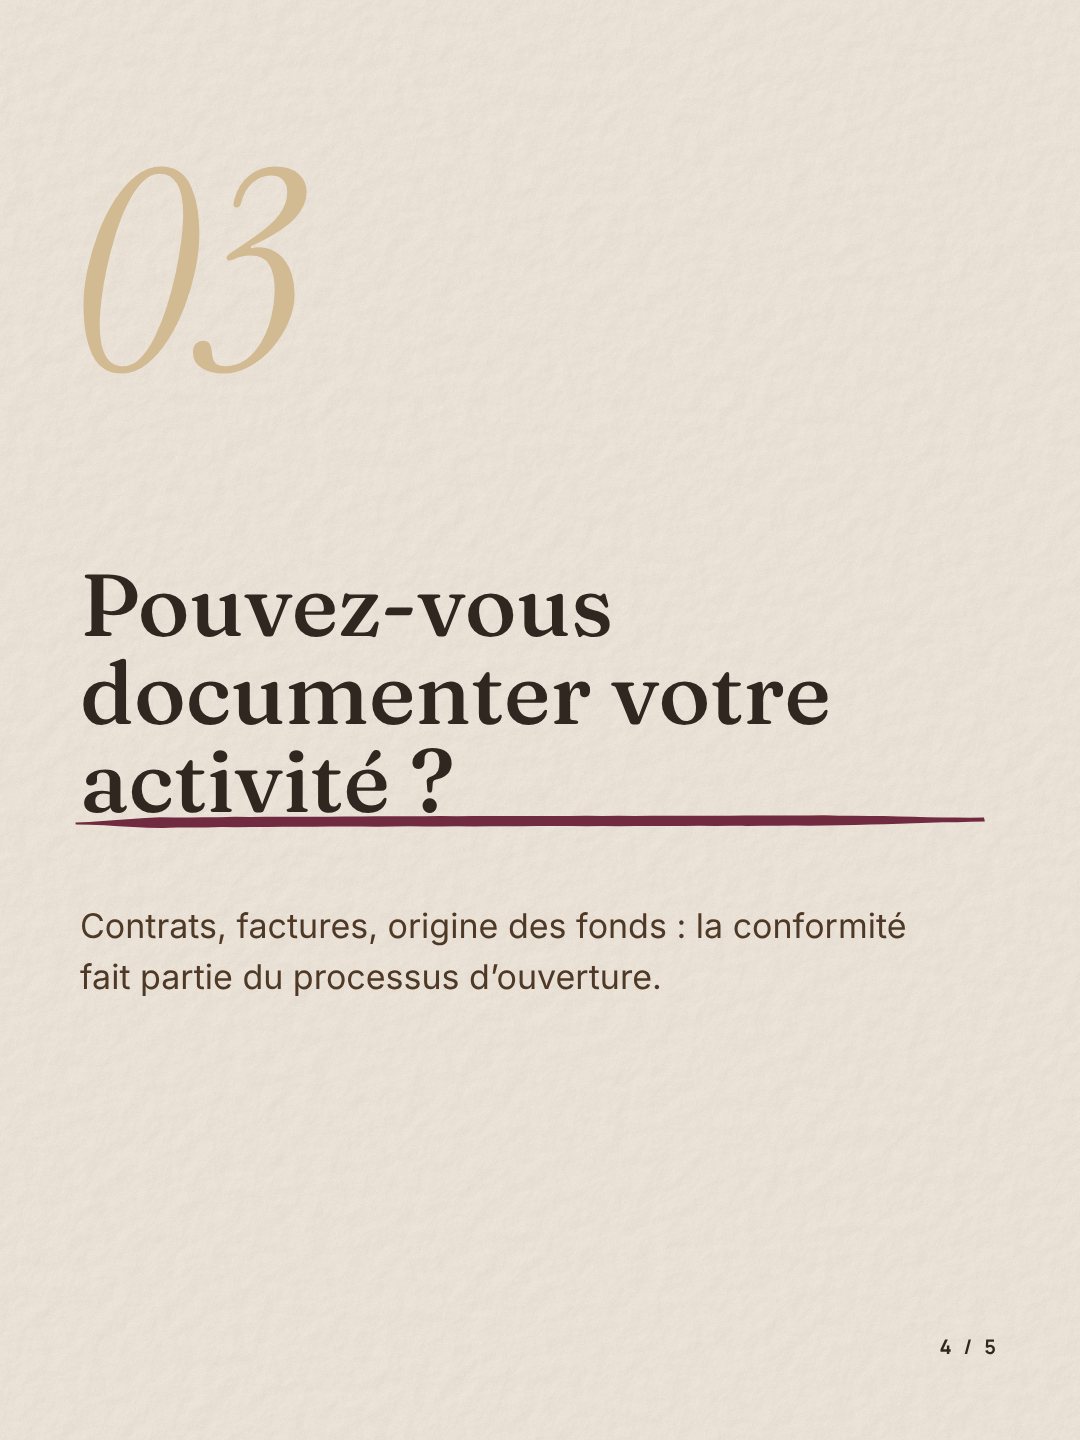 03
Pouvez-vous
documenter votre
activité ?
Contrats, factures, origine des fonds : la conformité
fait partie du processus d’ouverture.
4 / 5